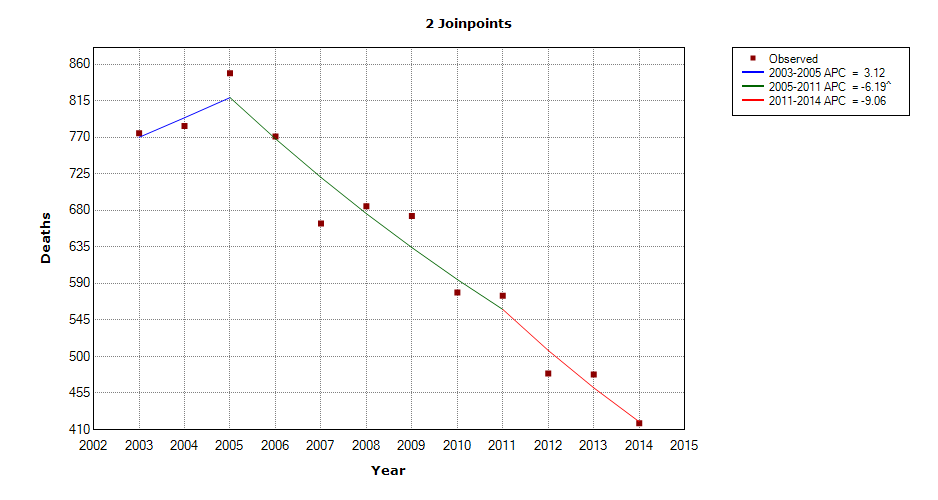 2 Joinpoints
860
815
770
725
680
635
590
545
500
455
410
Deaths
2002 2003 2004 2005 2006 2007 2008 2009 2010 2011 2012 2013 2014 2015
Year
Observed
2003-2005 APC = 3.12
2005-2011 APC = -6.19^
2011-2014 APC = -9.06